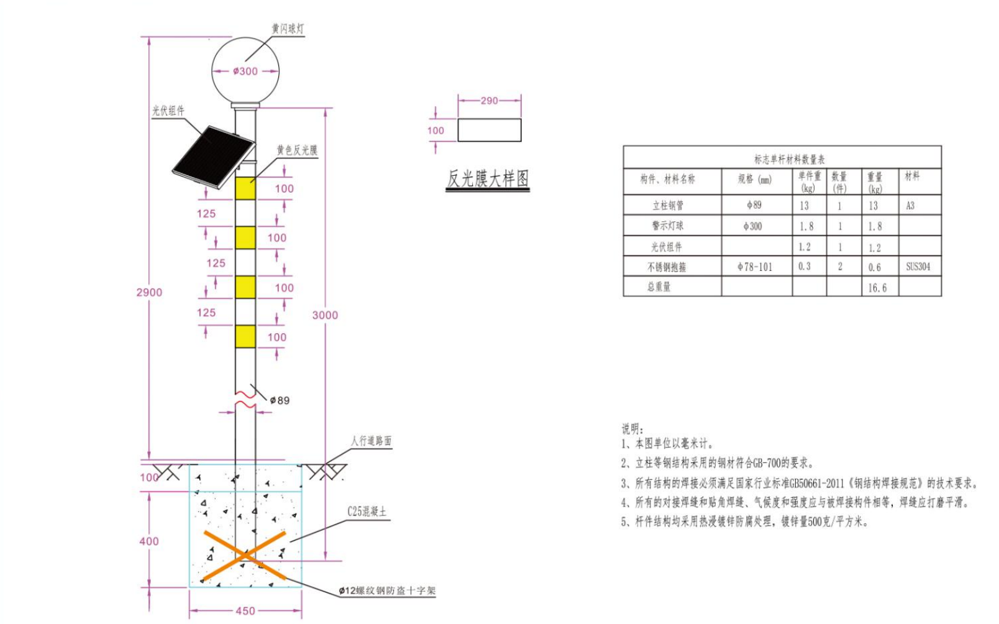 黄闪球灯
ø300
光伏组件
黄色反光膜
100
125
100
125
100
125
100
2900
3000
ø89
人行道路面
100
C25混凝土
400
ø12螺纹钢防盗十字架
450
290
100
反光膜大样图
标志单杆材料数量表
构件、材料名称 规格 (mm) 单件重(kg) 数量(件) 重量(kg) 材料
立柱钢管 φ89 13 1 13 A3
警示灯球 φ300 1.8 1 1.8
光伏组件 1.2 1 1.2
不锈钢抱箍 φ78-101 0.3 2 0.6 SUS304
总重量 16.6
说明:
1、本图单位以毫米计。
2、立柱等钢结构采用的钢材符合GB-700的要求。
3、所有结构的焊接必须满足国家行业标准GB50661-2011《钢结构焊接规范》的技术要求。
4、所有的对接焊缝和贴角焊缝、气候度和强度应与被焊接构件相等，焊缝应打磨平滑。
5、杆件结构均采用热浸镀锌防腐处理，镀锌量500克/平方米。